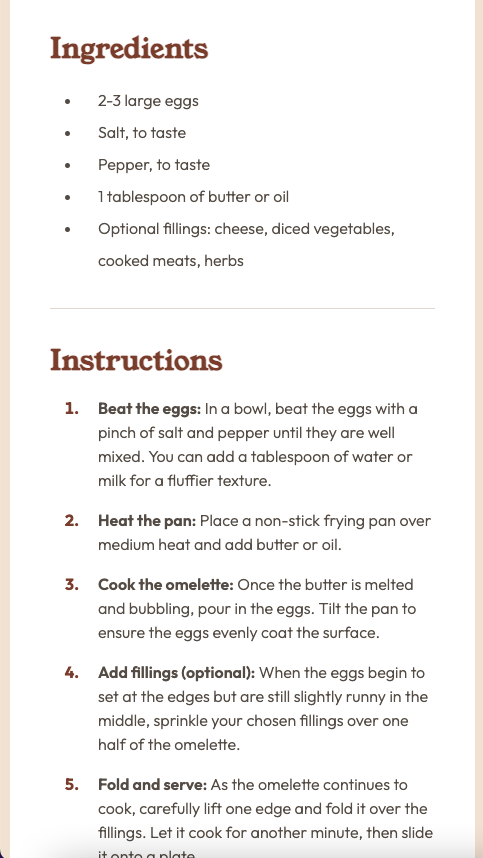 Ingredients
• 2-3 large eggs
• Salt, to taste
• Pepper, to taste
• 1 tablespoon of butter or oil
• Optional fillings: cheese, diced vegetables,
cooked meats, herbs
Instructions
1. Beat the eggs: In a bowl, beat the eggs with a
pinch of salt and pepper until they are well
mixed. You can add a tablespoon of water or
milk for a fluffier texture.
2. Heat the pan: Place a non-stick frying pan over
medium heat and add butter or oil.
3. Cook the omelette: Once the butter is melted
and bubbling, pour in the eggs. Tilt the pan to
ensure the eggs evenly coat the surface.
4. Add fillings (optional): When the eggs begin to
set at the edges but are still slightly runny in the
middle, sprinkle your chosen fillings over one
half of the omelette.
5. Fold and serve: As the omelette continues to
cook, carefully lift one edge and fold it over the
fillings. Let it cook for another minute, then slide
it onto a plate.